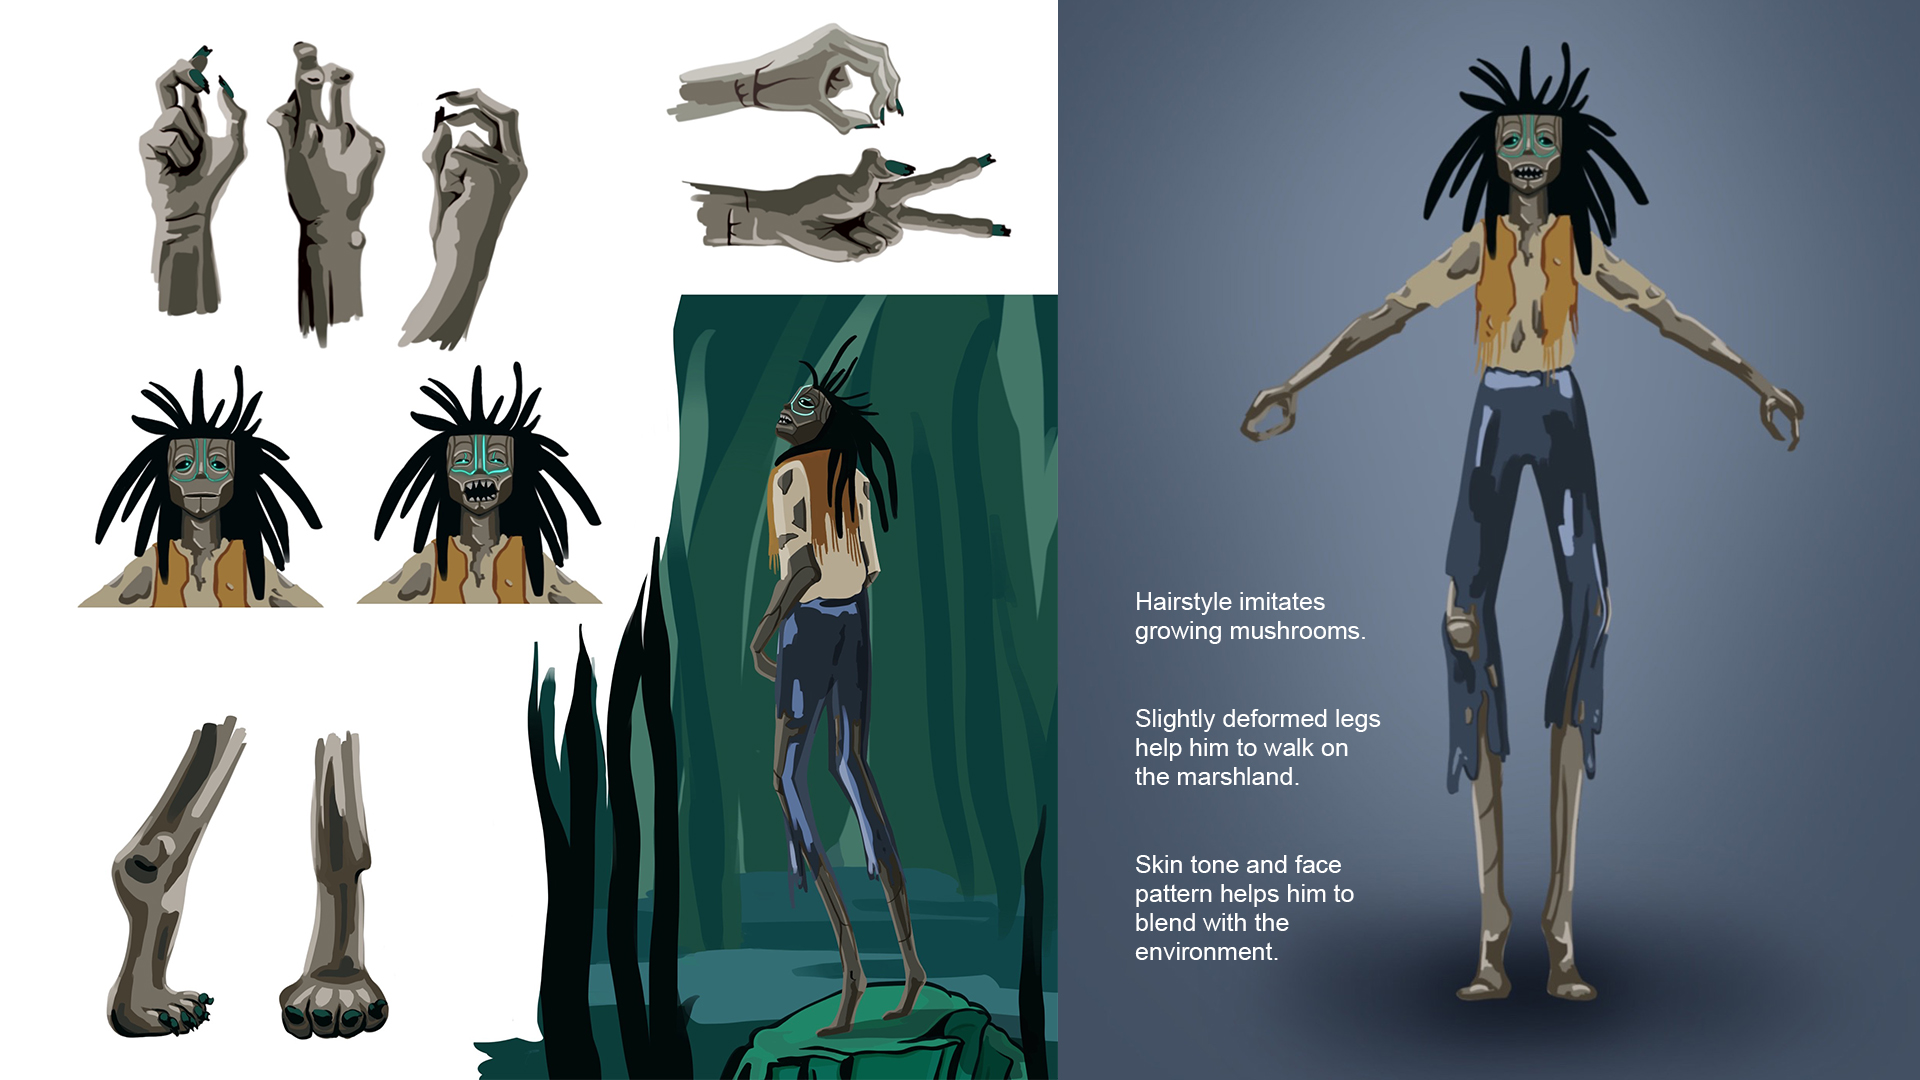 Hairstyle imitates
growing mushrooms.
Slightly deformed legs
help him to walk on
the marshland.
Skin tone and face
pattern helps him to
blend with the
environment.